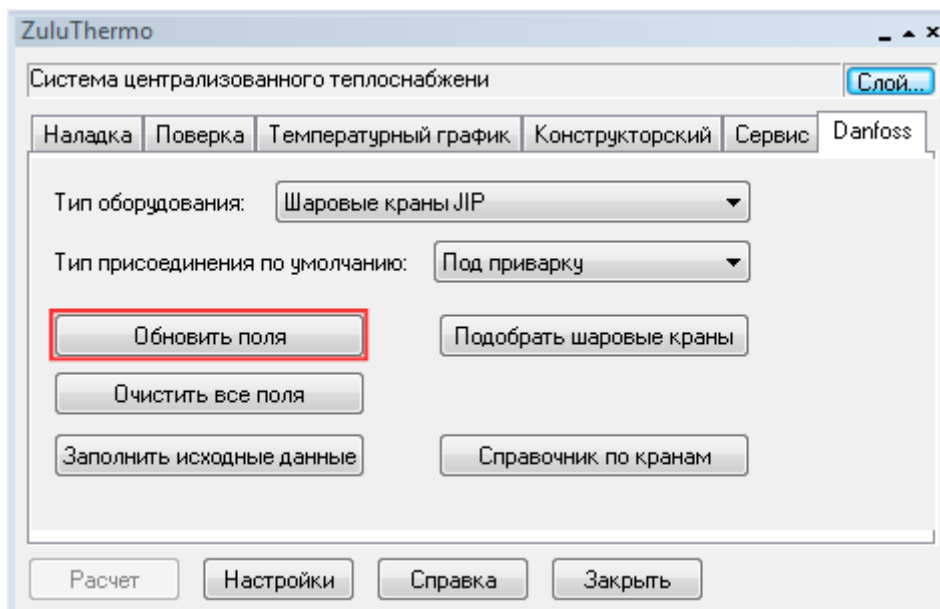 ZuluThermo
Система централизованного теплоснабжени
Слой...
Наладка Поверка Температурный график Конструкторский Сервис Danfoss
Тип оборудования: Шаровые краны JIP
Тип присоединения по умолчанию: Под приварку
Обновить поля Подобрать шаровые краны
Очистить все поля
Заполнить исходные данные Справочник по кранам
Расчет Настройки Справка Закрыть